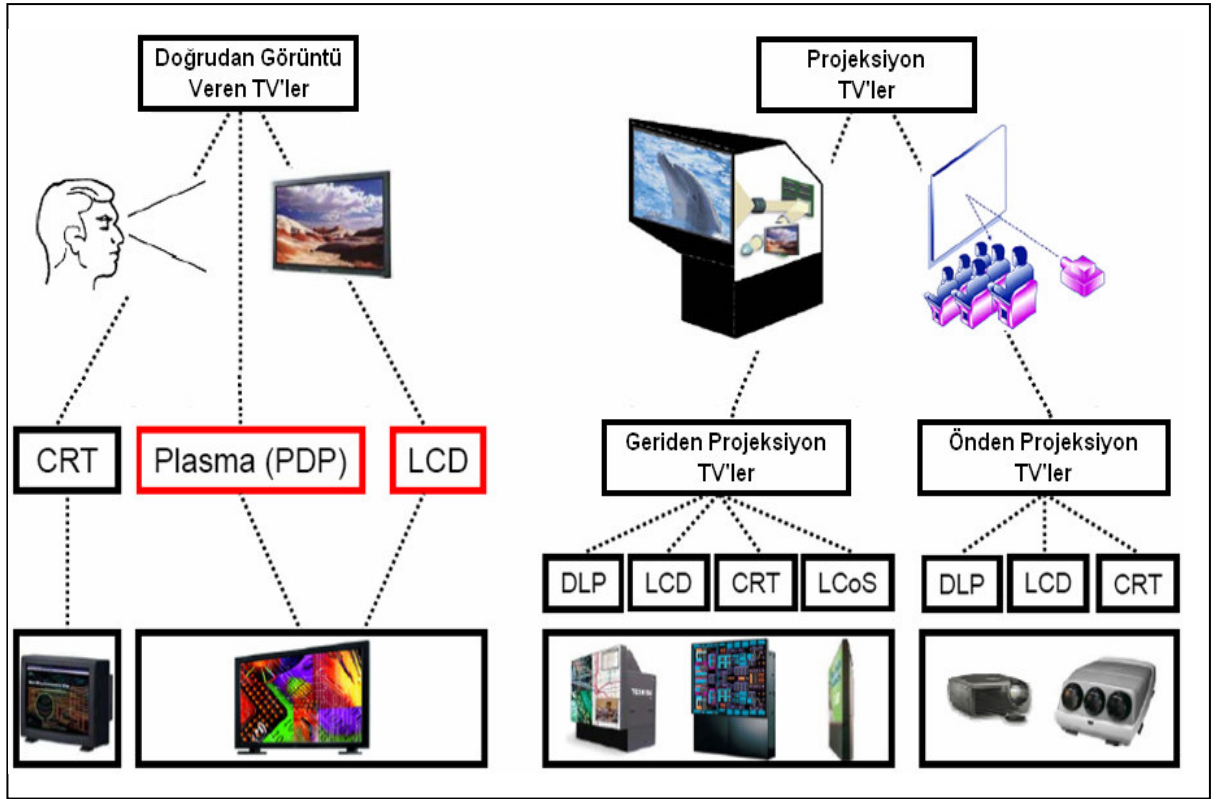 Doğrudan Görüntü
Veren TV'ler
Projeksiyon
TV'ler
CRT
Plasma (PDP)
LCD
Geriden Projeksiyon
TV'ler
Önden Projeksiyon
TV'ler
DLP
LCD
CRT
LCoS
DLP
LCD
CRT